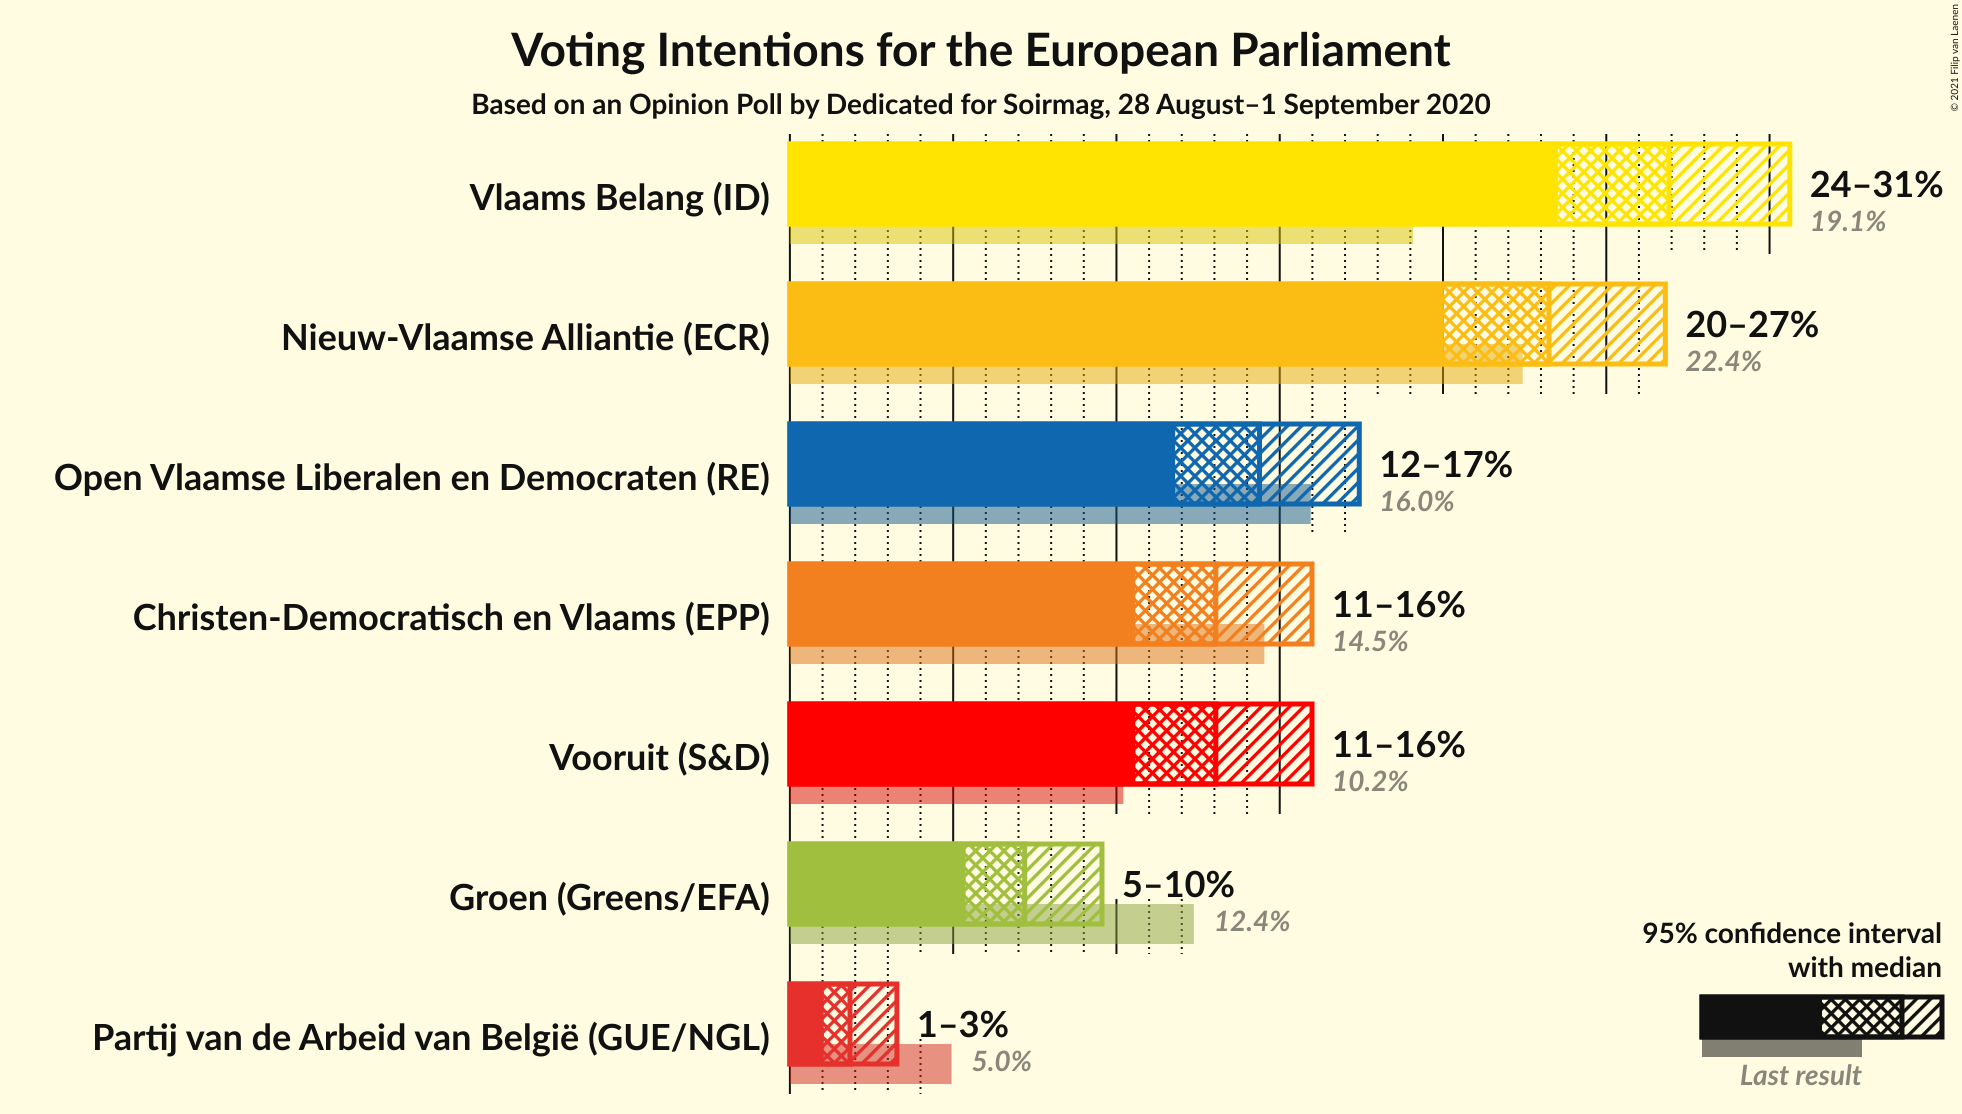 Voting Intentions for the European Parliament
Based on an Opinion Poll by Dedicated for Soirmag, 28 August–1 September 2020
© 2021 Filip van Laenen
Vlaams Belang (ID)
24–31%
19.1%
Nieuw-Vlaamse Alliantie (ECR)
20–27%
22.4%
Open Vlaamse Liberalen en Democraten (RE)
12–17%
16.0%
Christen-Democratisch en Vlaams (EPP)
11–16%
14.5%
Vooruit (S&D)
11–16%
10.2%
Groen (Greens/EFA)
5–10%
12.4%
Partij van de Arbeid van België (GUE/NGL)
1–3%
5.0%
95% confidence interval
with median
Last result